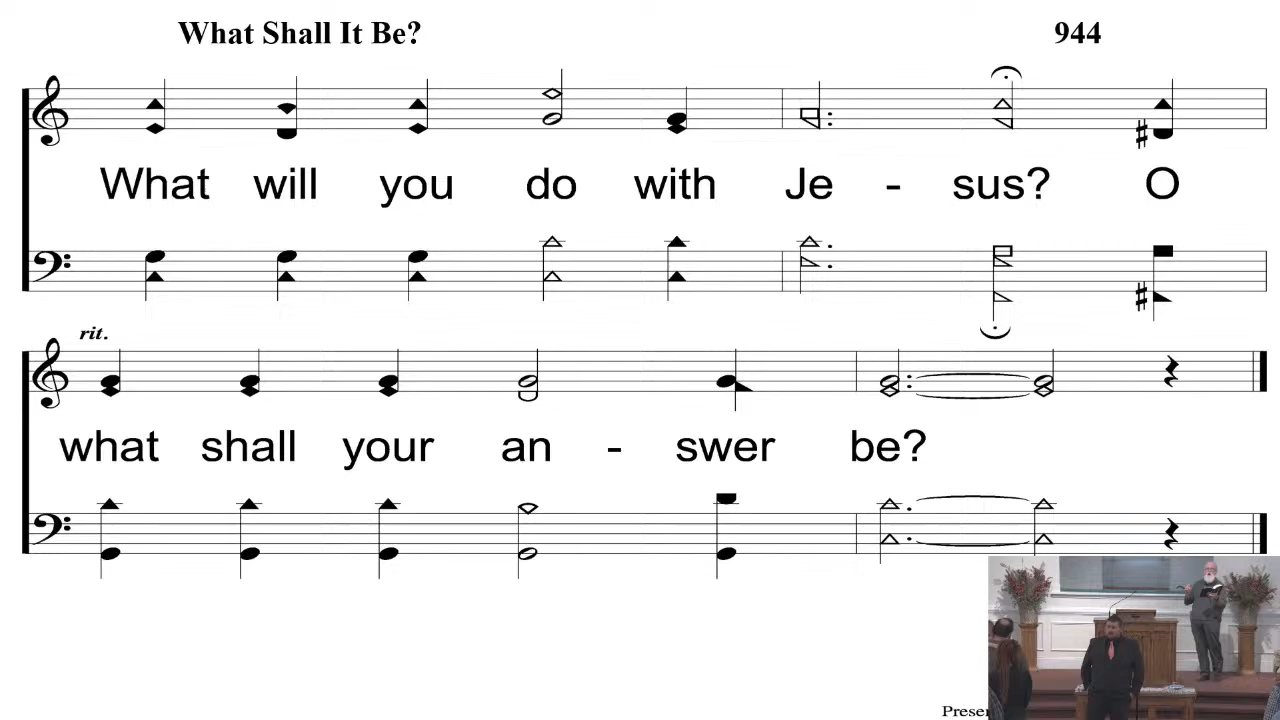 What Shall It Be? 944
What will you do with Je - sus? O
rit.
what shall your an - swer be?